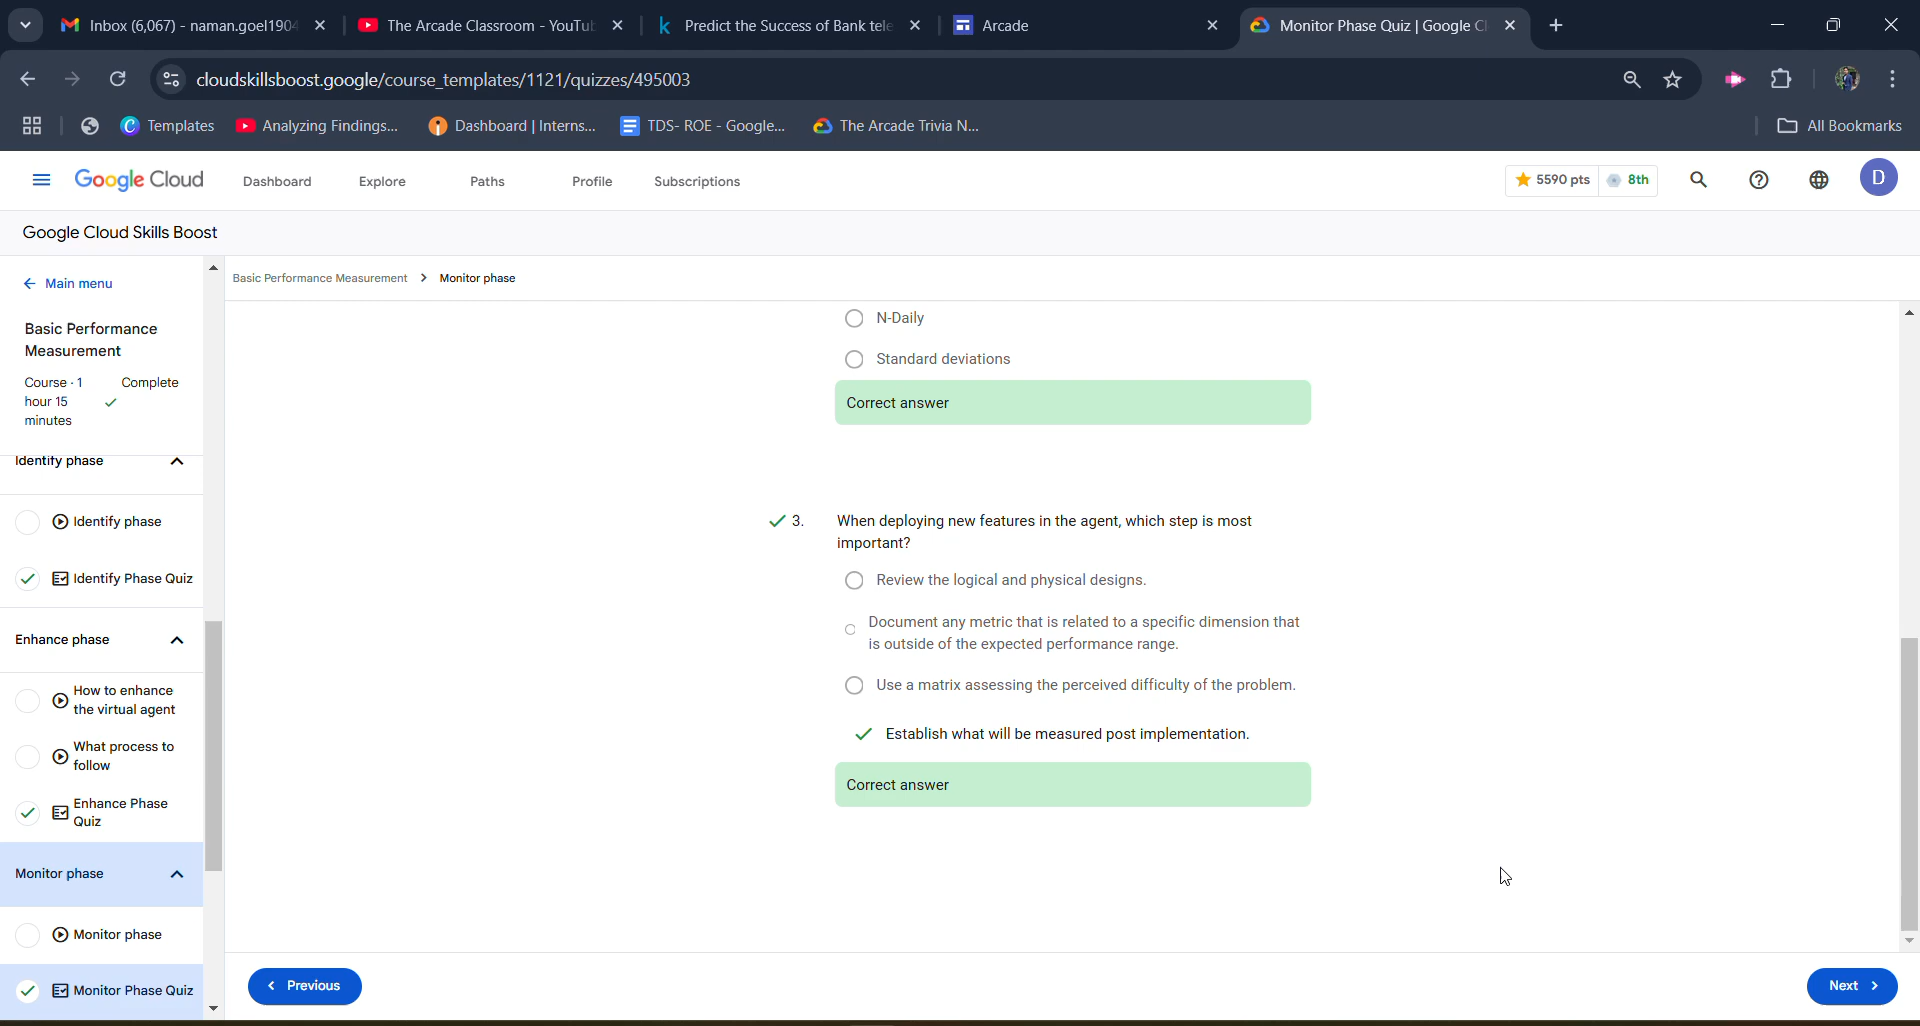 Inbox (6,067) - naman.goel1904
The Arcade Classroom - YouTub
Predict the Success of Bank tele
Arcade
Monitor Phase Quiz | Google Cl
cloudskillsboost.google/course_templates/1121/quizzes/495003
Templates
Analyzing Findings...
Dashboard | Interns...
TDS- ROE - Google...
The Arcade Trivia N...
All Bookmarks
Google Cloud
Dashboard
Explore
Paths
Profile
Subscriptions
5590 pts
8th
D
Google Cloud Skills Boost
Main menu
Basic Performance Measurement > Monitor phase
Basic Performance
Measurement
Course · 1
hour 15
minutes
Complete
Identify phase
Identify phase
Identify Phase Quiz
Enhance phase
How to enhance
the virtual agent
What process to
follow
Enhance Phase
Quiz
Monitor phase
Monitor phase
Monitor Phase Quiz
N-Daily
Standard deviations
Correct answer
3. When deploying new features in the agent, which step is most
important?
Review the logical and physical designs.
Document any metric that is related to a specific dimension that
is outside of the expected performance range.
Use a matrix assessing the perceived difficulty of the problem.
Establish what will be measured post implementation.
Correct answer
Previous
Next